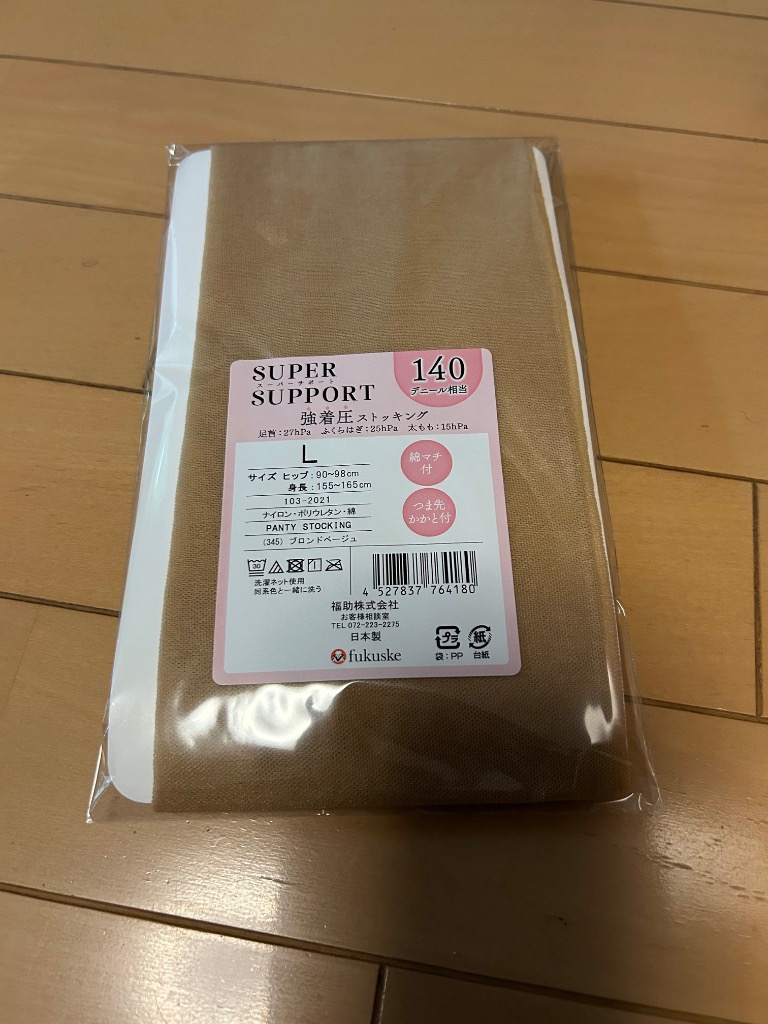 SUPER
スーパーサポート
SUPPORT
140
デニール相当
強着圧ストッキング
足首:27hPa ふくらはぎ:25hPa 太もも:15hPa
L
サイズ ヒップ:90~98cm
身長:155~165cm
103-2021
ナイロン・ポリウレタン・綿
PANTY STOCKING
(345) ブロンドベージュ
綿マチ
付
つま先
かかと付
30
洗濯ネット使用
同系色と一緒に洗う
4 527837 764180
福助株式会社
お客様相談室
TEL 072-223-2275
日本製
fukuske
プラ
袋:PP
紙
台紙